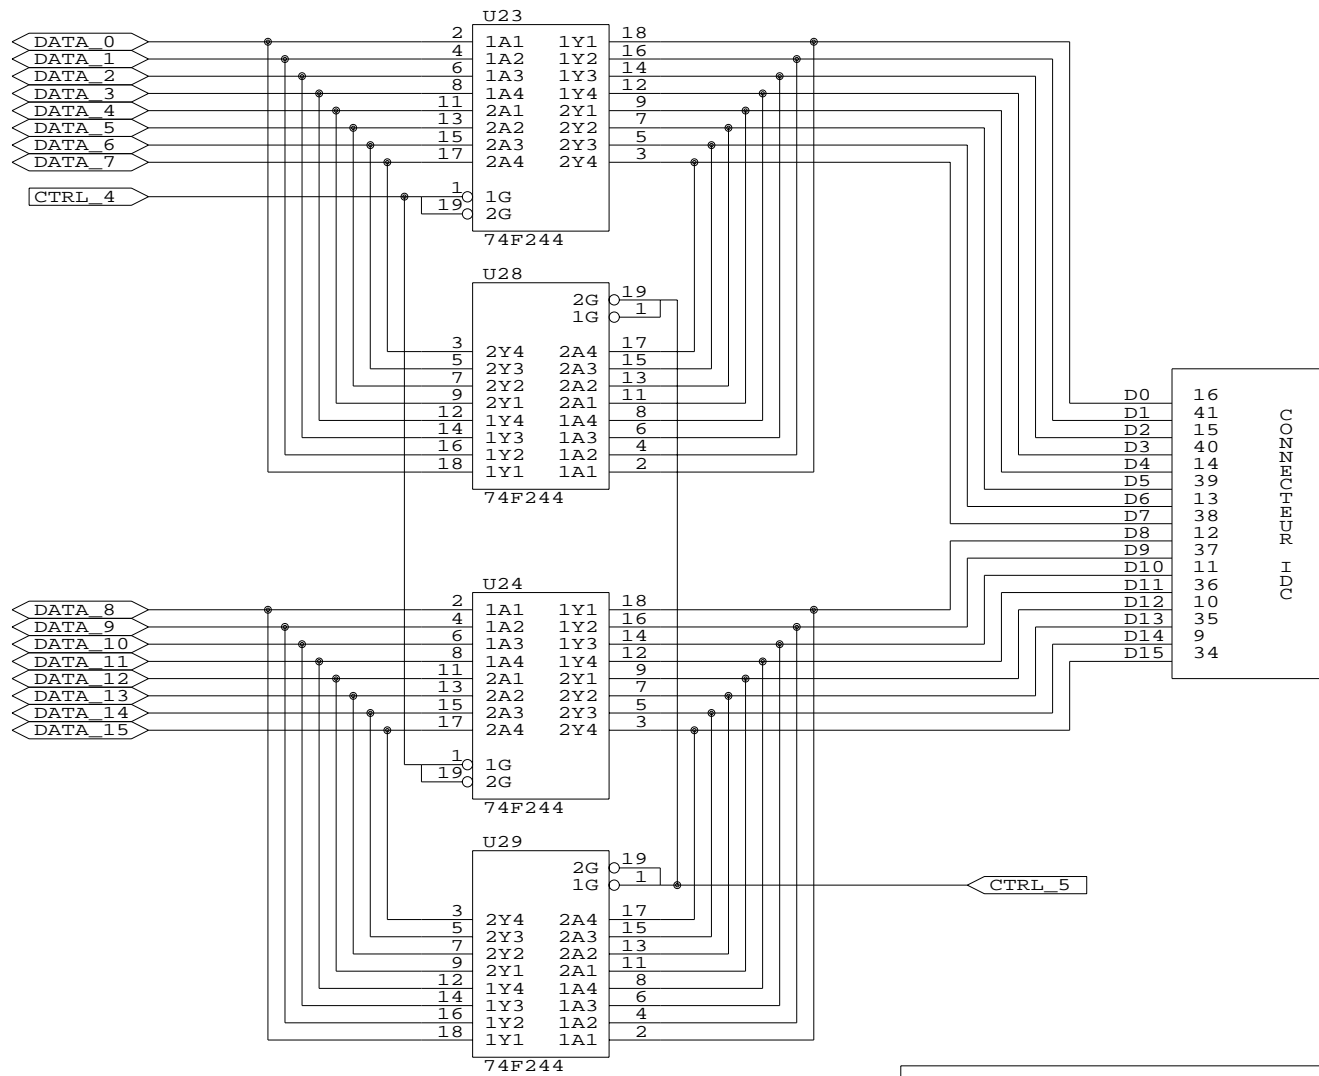 U23
DATA_0 2 1A1 1Y1 18
DATA_1 4 1A2 1Y2 16
DATA_2 6 1A3 1Y3 14
DATA_3 8 1A4 1Y4 12
DATA_4 11 2A1 2Y1 9
DATA_5 13 2A2 2Y2 7
DATA_6 15 2A3 2Y3 5
DATA_7 17 2A4 2Y4 3
CTRL_4 1 1G
19 2G
74F244
U28
2G 19
1G 1
3 2Y4 2A4 17
5 2Y3 2A3 15
7 2Y2 2A2 13
9 2Y1 2A1 11
12 1Y4 1A4 8
14 1Y3 1A3 6
16 1Y2 1A2 4
18 1Y1 1A1 2
74F244
D0 16
D1 41
D2 15
D3 40
D4 14
D5 39
D6 13
D7 38
D8 12
D9 37
D10 11
D11 36
D12 10
D13 35
D14 9
D15 34
CONNECTEUR IDC
U24
DATA_8 2 1A1 1Y1 18
DATA_9 4 1A2 1Y2 16
DATA_10 6 1A3 1Y3 14
DATA_11 8 1A4 1Y4 12
DATA_12 11 2A1 2Y1 9
DATA_13 13 2A2 2Y2 7
DATA_14 15 2A3 2Y3 5
DATA_15 17 2A4 2Y4 3
1 1G
19 2G
74F244
U29
2G 19
1G 1 CTRL_5
3 2Y4 2A4 17
5 2Y3 2A3 15
7 2Y2 2A2 13
9 2Y1 2A1 11
12 1Y4 1A4 8
14 1Y3 1A3 6
16 1Y2 1A2 4
18 1Y1 1A1 2
74F244